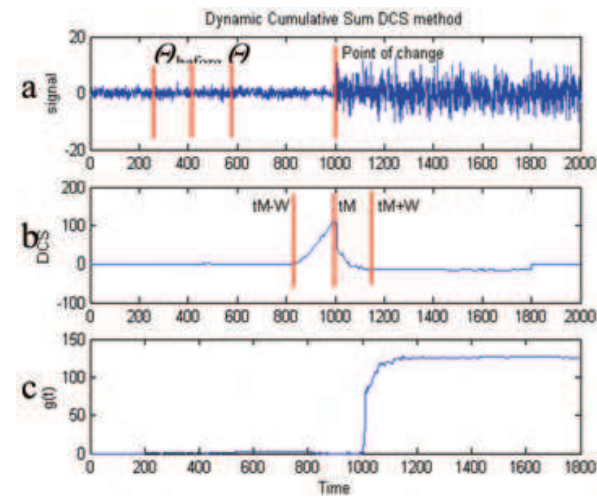 Dynamic Cumulative Sum DCS method
a
signal
20
0
-20
Θbefore Θ
Point of change
0 200 400 600 800 1000 1200 1400 1600 1800 2000
b
DCS
200
100
0
-100
tM-W tM tM+W
0 200 400 600 800 1000 1200 1400 1600 1800 2000
c
g(t)
150
100
50
0
0 200 400 600 800 1000 1200 1400 1600 1800
Time